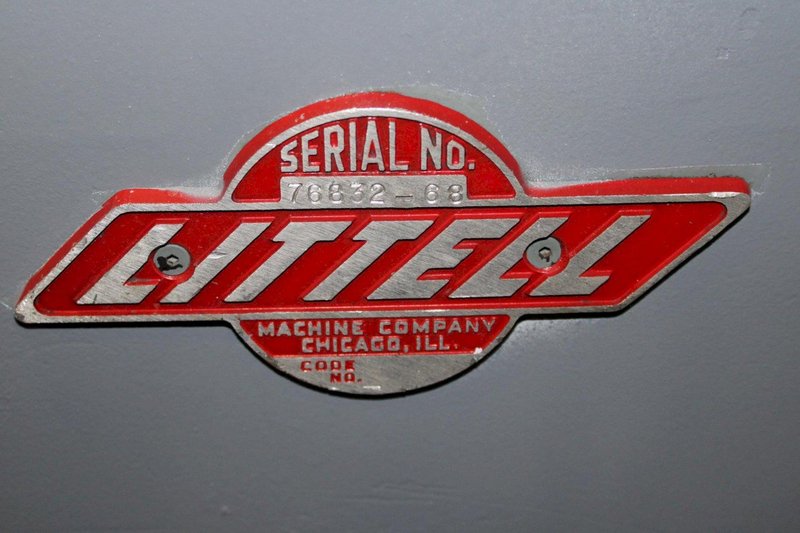 SERIAL NO.
76832-68
LITTELL
MACHINE COMPANY
CHICAGO, ILL.
CODE
NO.